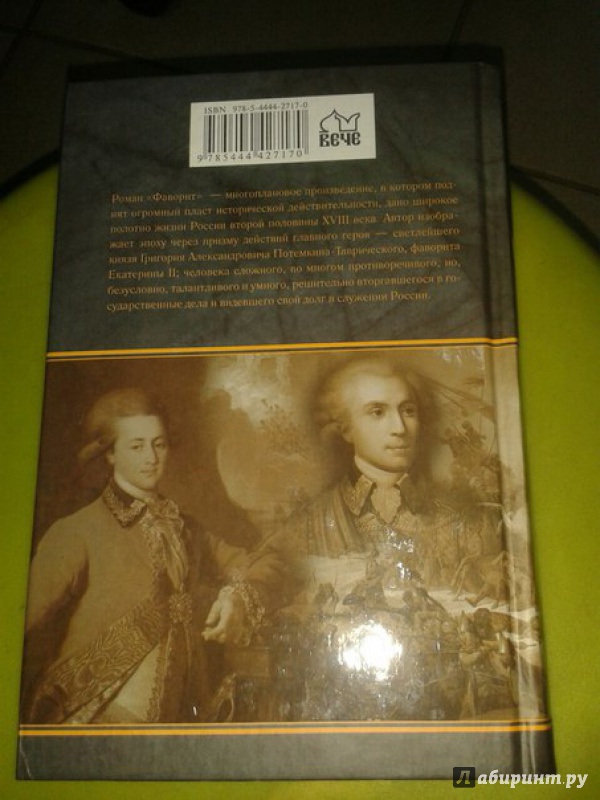 ISBN 978-5-4444-2717-0
9 785444 427170
ВЕЧЕ
Роман «Фаворит» — многоплановое произведение, в котором под-
нят огромный пласт исторической действительности, дано широкое
полотно жизни России второй половины XVIII века. Автор изобра-
жает эпоху через призму действий главного героя — светлейшего
князя Григория Александровича Потемкина-Таврического, фаворита
Екатерины II; человека сложного, во многом противоречивого, но,
безусловно, талантливого и умного, решительно вторгавшегося в го-
сударственные дела и видевшего свой долг в служении России.
Лабиринт.ру